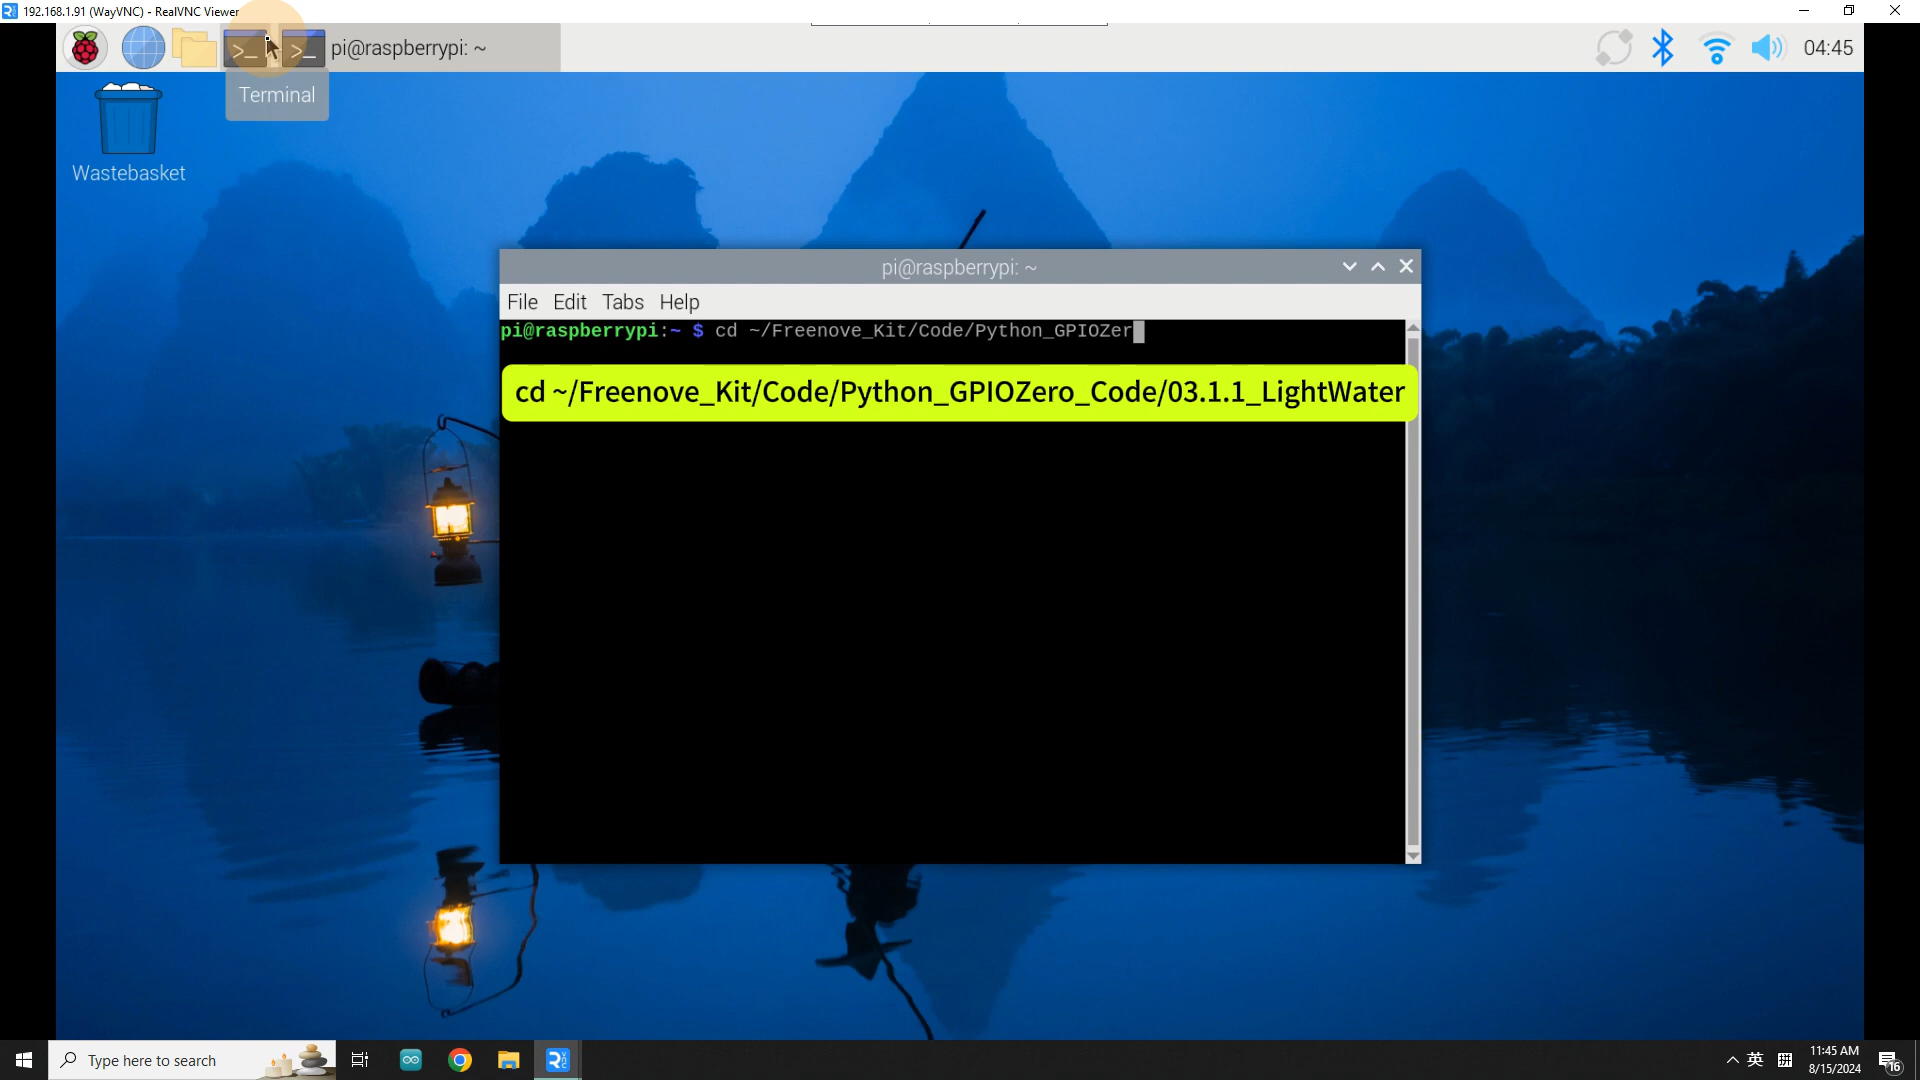 192.168.1.91 (WayVNC) - RealVNC Viewer
pi@raspberrypi: ~
04:45
Terminal
Wastebasket
pi@raspberrypi: ~
File Edit Tabs Help
pi@raspberrypi:~ $ cd ~/Freenove_Kit/Code/Python_GPIOZer
cd ~/Freenove_Kit/Code/Python_GPIOZero_Code/03.1.1_LightWater
Type here to search
英
拼
11:45 AM
8/15/2024
16